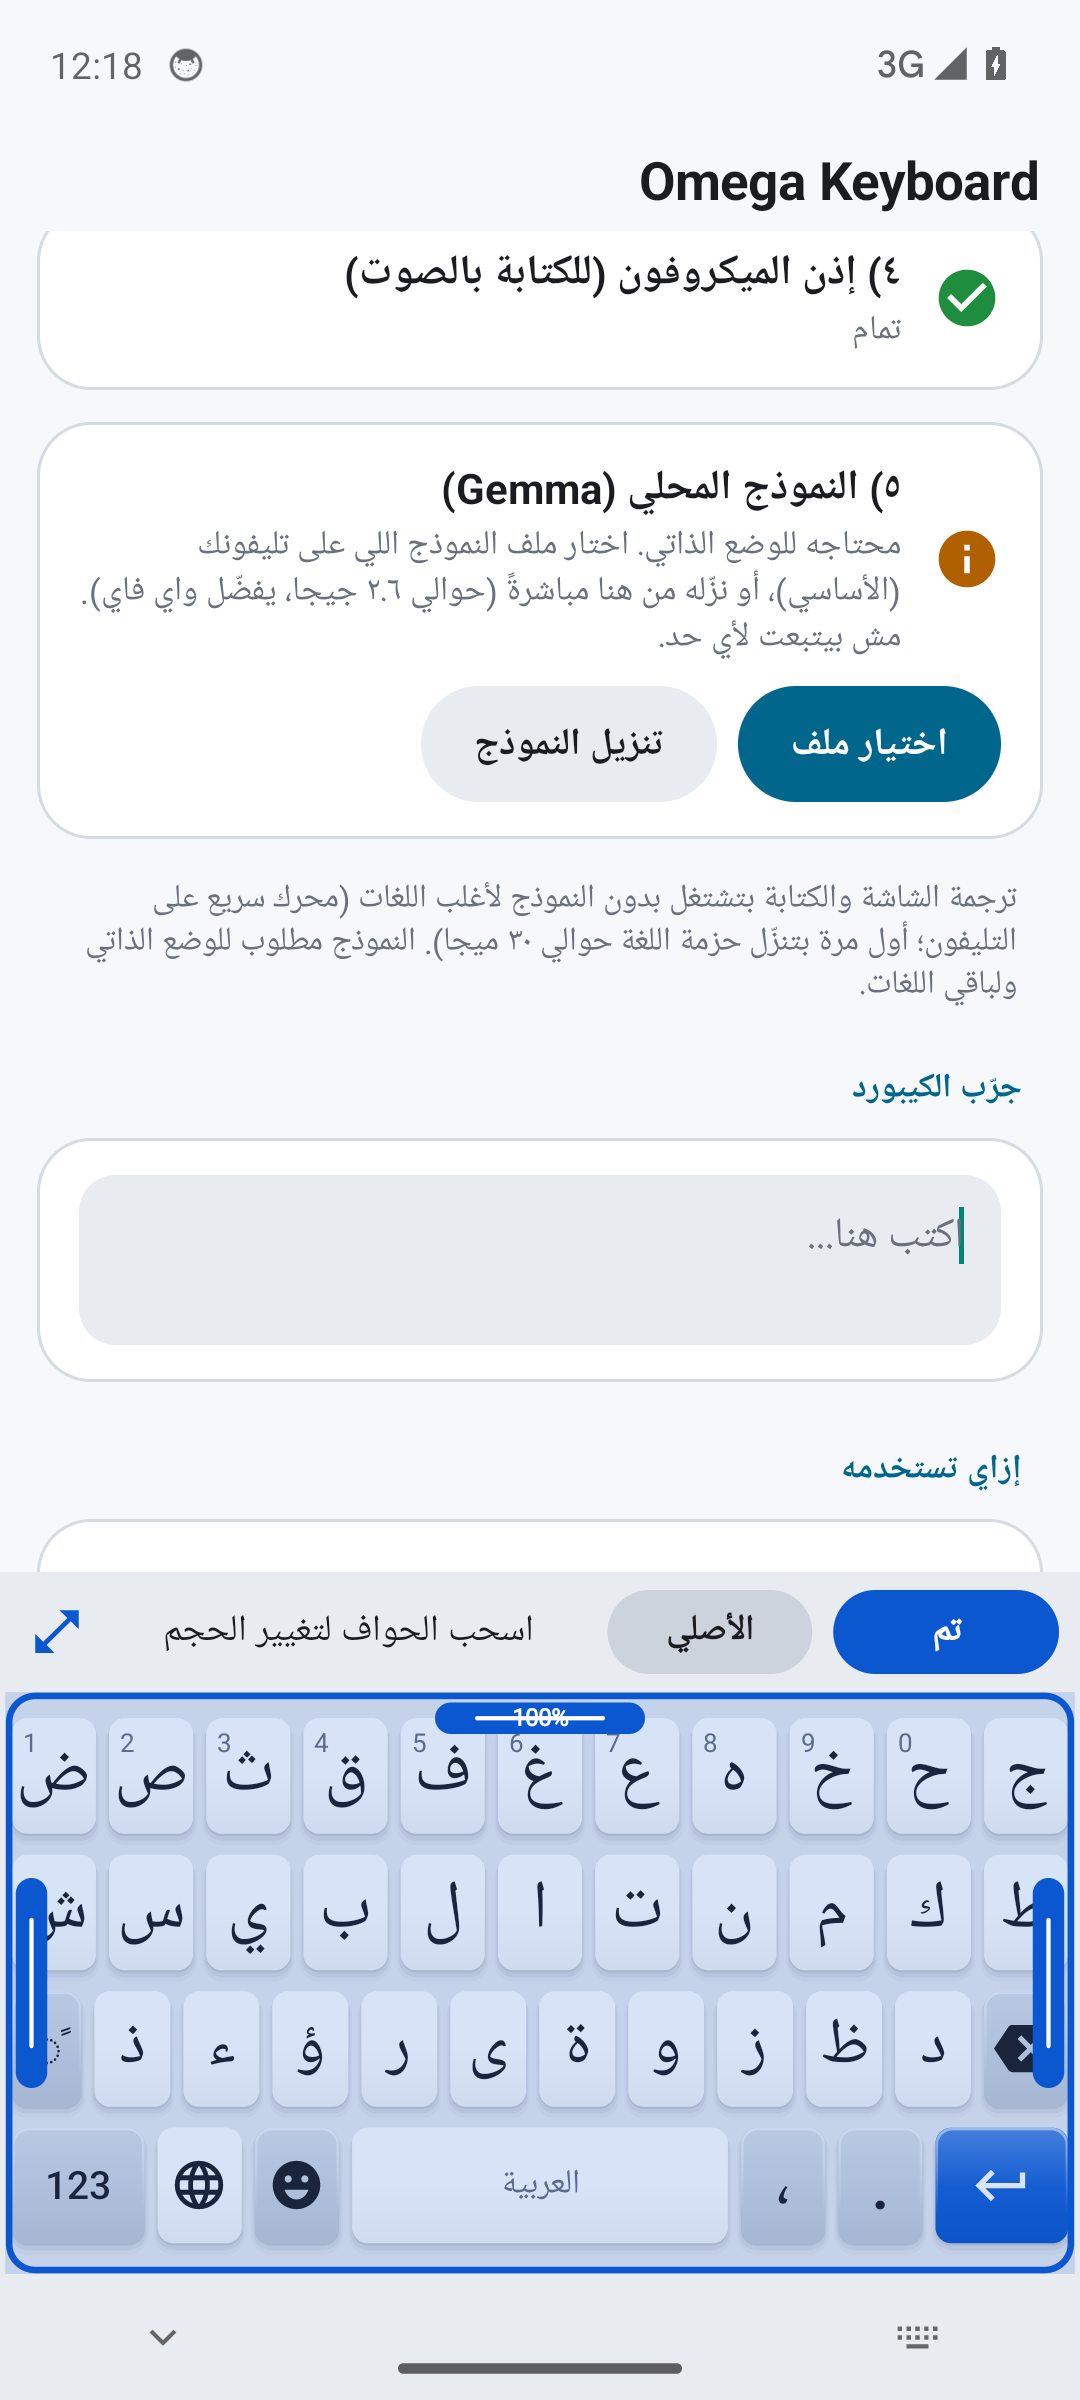 12:18
3G
Omega Keyboard
٤) إذن الميكروفون (للكتابة بالصوت)
تمام
٥) النموذج المحلي (Gemma)
محتاجه للوضع الذاتي. اختار ملف النموذج اللي على تليفونك
(الأساسي)، أو نزّله من هنا مباشرةً (حوالي ٢.٦ جيجا، يفضّل واي فاي).
مش بيتبعت لأي حد.
اختيار ملف
تنزيل النموذج
ترجمة الشاشة والكتابة بتشتغل بدون النموذج لأغلب اللغات (محرك سريع على
التليفون؛ أول مرة بتنزّل حزمة اللغة حوالي ٣٠ ميجا). النموذج مطلوب للوضع الذاتي
ولباقي اللغات.
جرّب الكيبورد
اكتب هنا...
إزاي تستخدمه
تم
الأصلي
اسحب الحواف لتغيير الحجم
100%
1 2 3 4 5 6 7 8 9 0
ض ص ث ق ف غ ع ه خ ح ج
ش س ي ب ل ا ت ن م ك ط
ذ ء ؤ ر ى ة و ز ظ د
123 العربية ، .